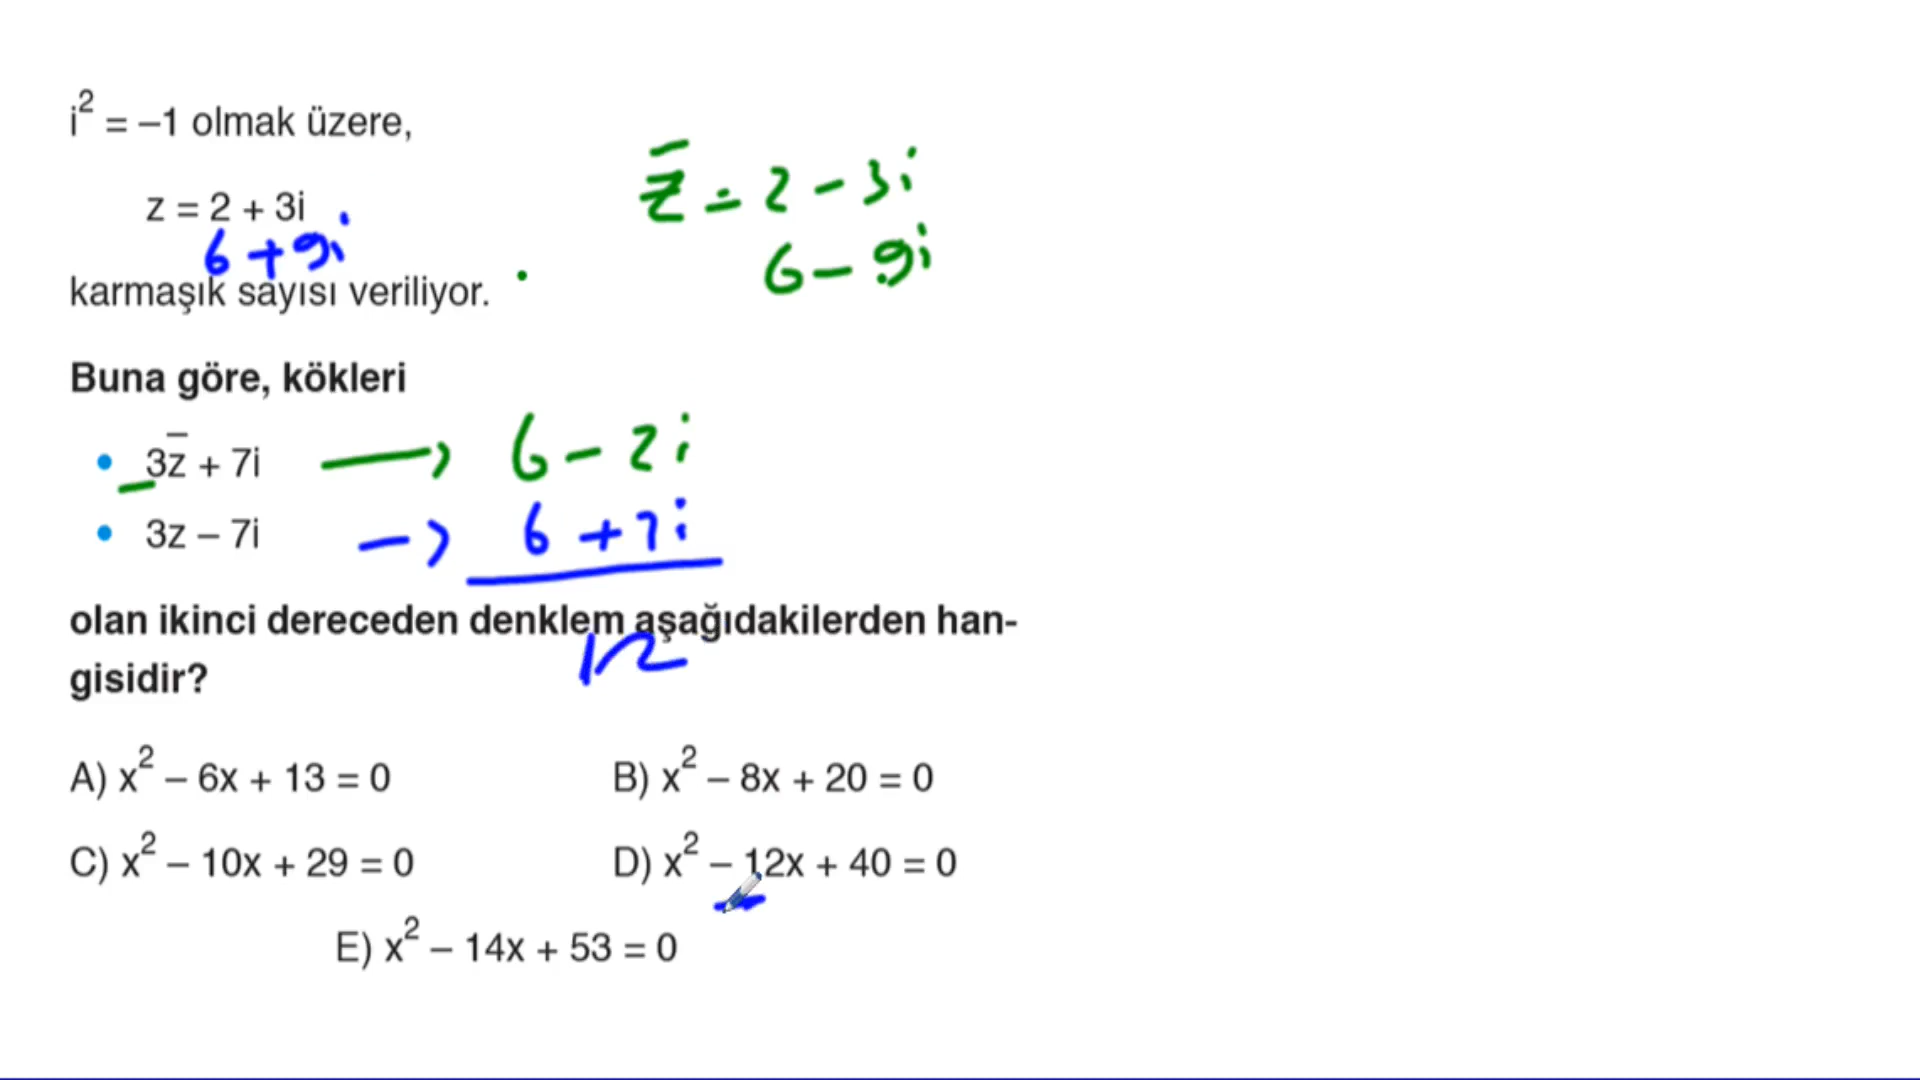 i² = –1 olmak üzere,
z̅ = 2 – 3i
z = 2 + 3i
6 + 9i
6 – 9i
karmaşık sayısı veriliyor.
Buna göre, kökleri
• 3z̅ + 7i → 6 – 2i
• 3z – 7i → 6 + 7i
olan ikinci dereceden denklem aşağıdakilerden han-
12
gisidir?
A) x² – 6x + 13 = 0 B) x² – 8x + 20 = 0
C) x² – 10x + 29 = 0 D) x² – 12x + 40 = 0
E) x² – 14x + 53 = 0